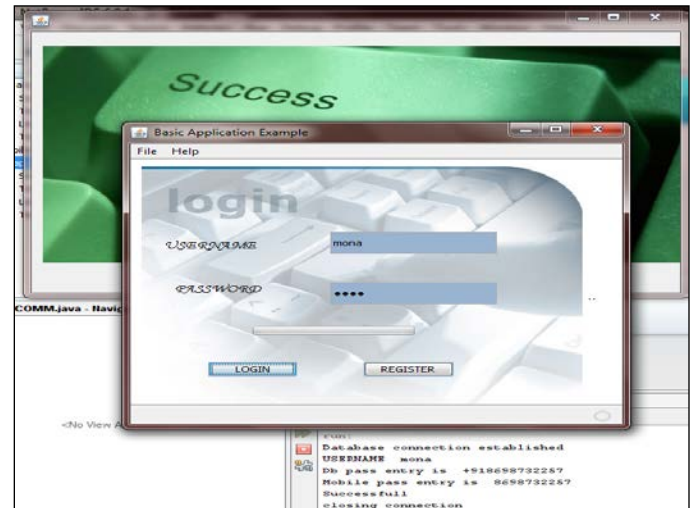 Success
Basic Application Example
File Help
login
USERNAME mona
PASSWORD ••••
LOGIN REGISTER
COMM.java - Navig
<No View A
run:
Database connection established
USERNAME mona
Db pass entry is +918698732257
Mobile pass entry is 8698732257
Successfull
closing connection